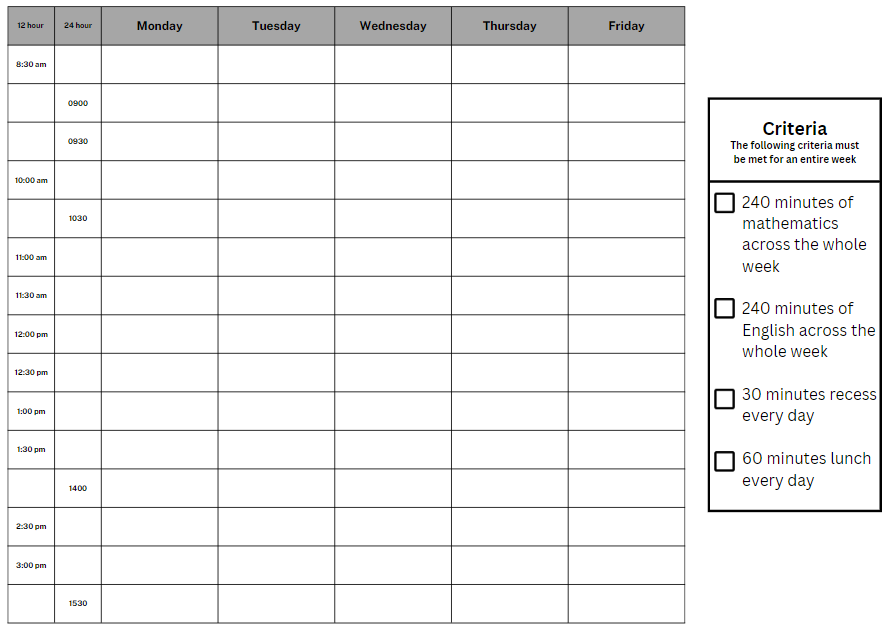 12 hour 24 hour Monday Tuesday Wednesday Thursday Friday
8:30 am
0900
0930
10:00 am
1030
11:00 am
11:30 am
12:00 pm
12:30 pm
1:00 pm
1:30 pm
1400
2:30 pm
3:00 pm
1530
Criteria
The following criteria must
be met for an entire week
240 minutes of
mathematics
across the whole
week
240 minutes of
English across the
whole week
30 minutes recess
every day
60 minutes lunch
every day